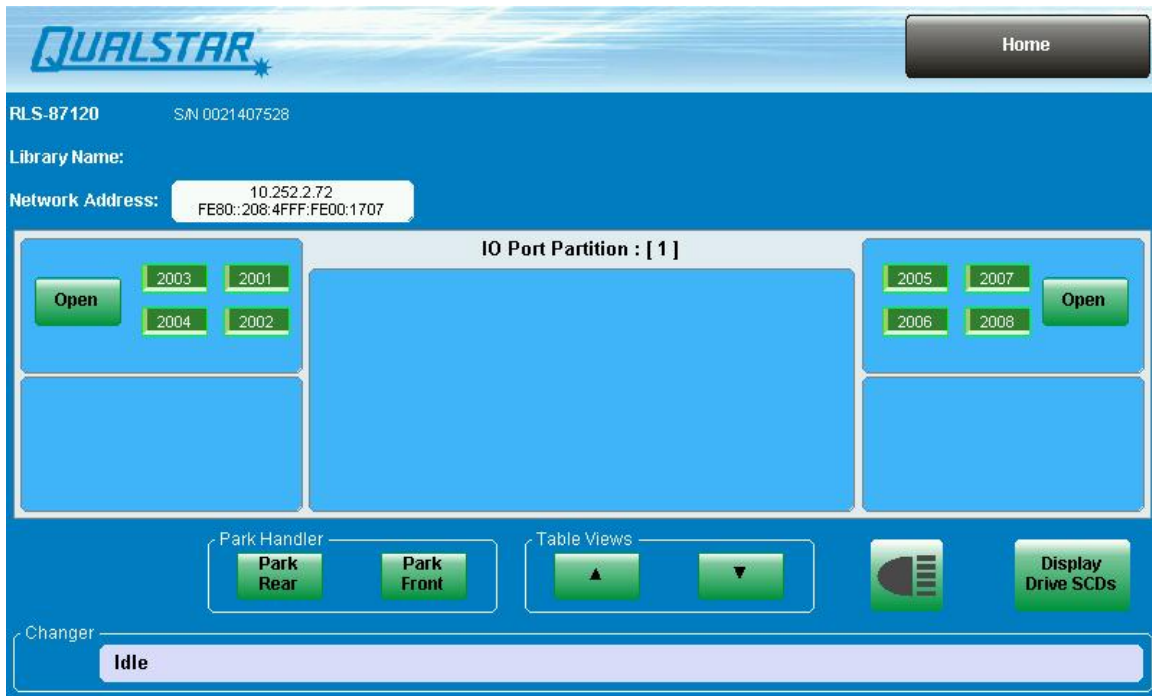 QUALSTAR
Home
RLS-87120 S/N 0021407528
Library Name:
Network Address: 10.252.2.72
FE80::208:4FFF:FE00:1707
IO Port Partition : [ 1 ]
Open 2003 2001
2004 2002
2005 2007 Open
2006 2008
Park Handler
Park Rear
Park Front
Table Views
▲ ▼
Display
Drive SCDs
Changer
Idle